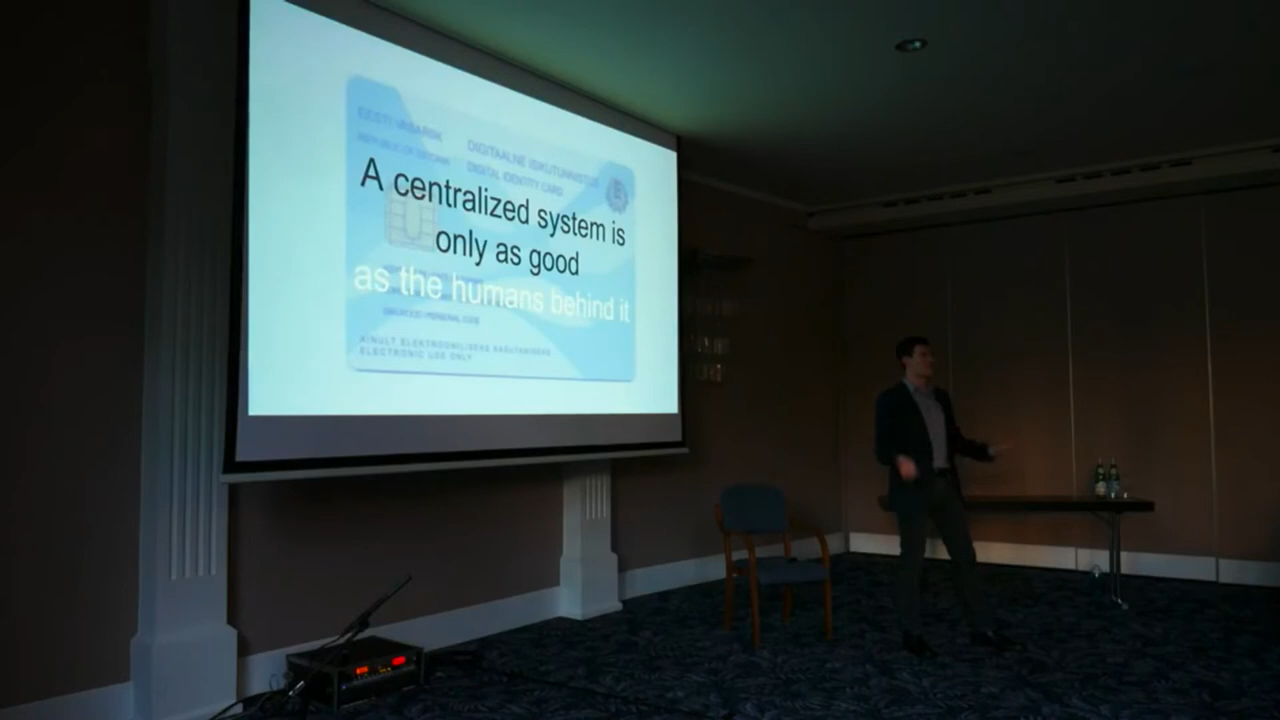 EESTI VABARIIK
DIGITAALNE ISIKUTUNNISTUS
REPUBLIC OF ESTONIA
DIGITAL IDENTITY CARD
A centralized system is
only as good
as the humans behind it
ISIKUKOOD / PERSONAL CODE
AINULT ELEKTROONILISEKS KASUTAMISEKS
ELECTRONIC USE ONLY